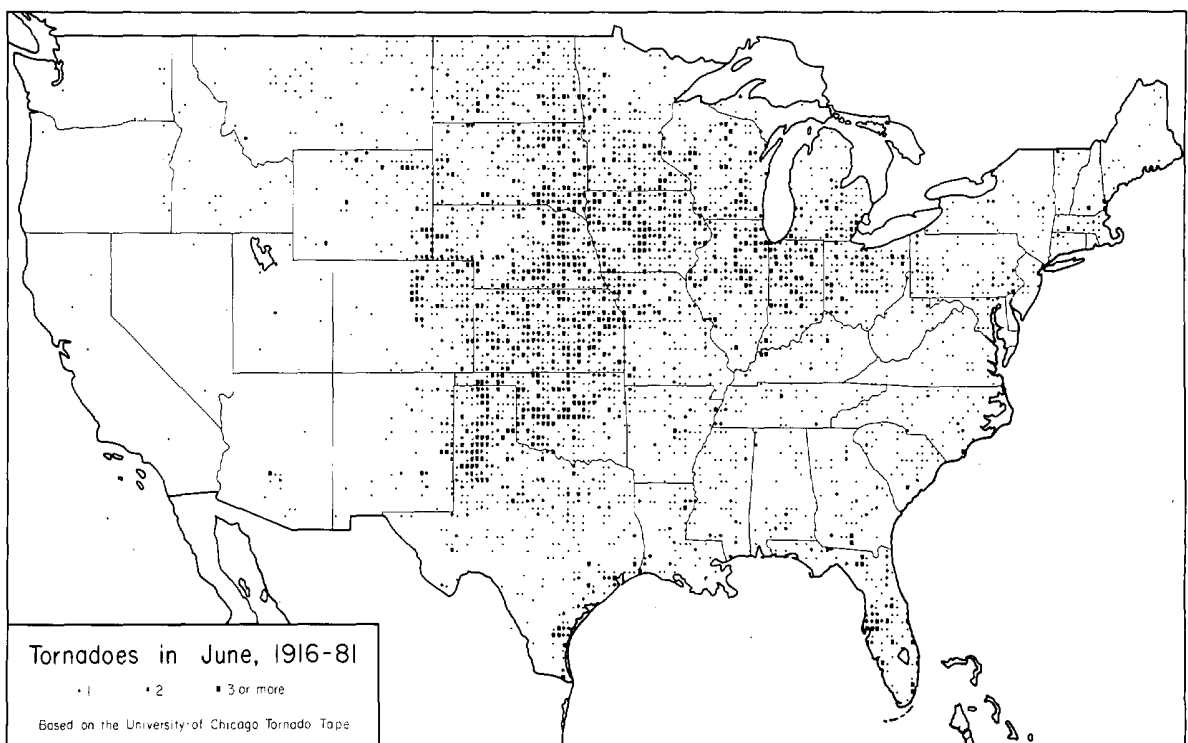 Tornadoes in June, 1916-81
1 2 3 or more
Based on the University of Chicago Tornado Tape